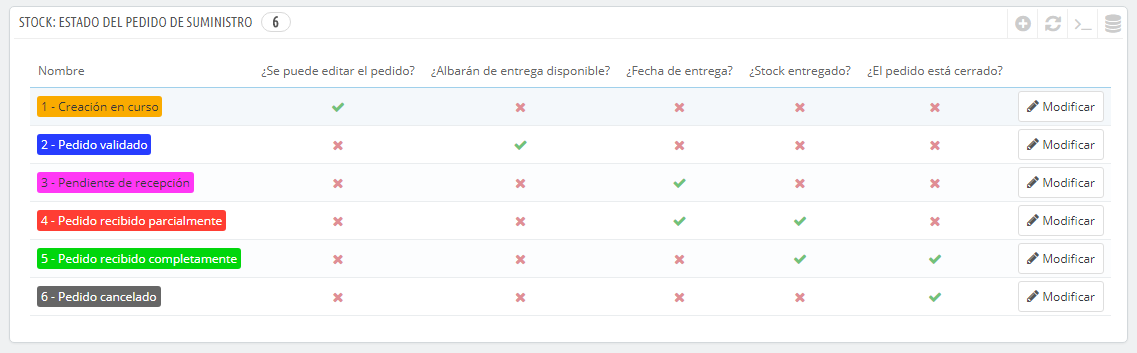 STOCK: ESTADO DEL PEDIDO DE SUMINISTRO 6
Nombre ¿Se puede editar el pedido? ¿Albarán de entrega disponible? ¿Fecha de entrega? ¿Stock entregado? ¿El pedido está cerrado?
1 - Creación en curso Modificar
2 - Pedido validado Modificar
3 - Pendiente de recepción Modificar
4 - Pedido recibido parcialmente Modificar
5 - Pedido recibido completamente Modificar
6 - Pedido cancelado Modificar